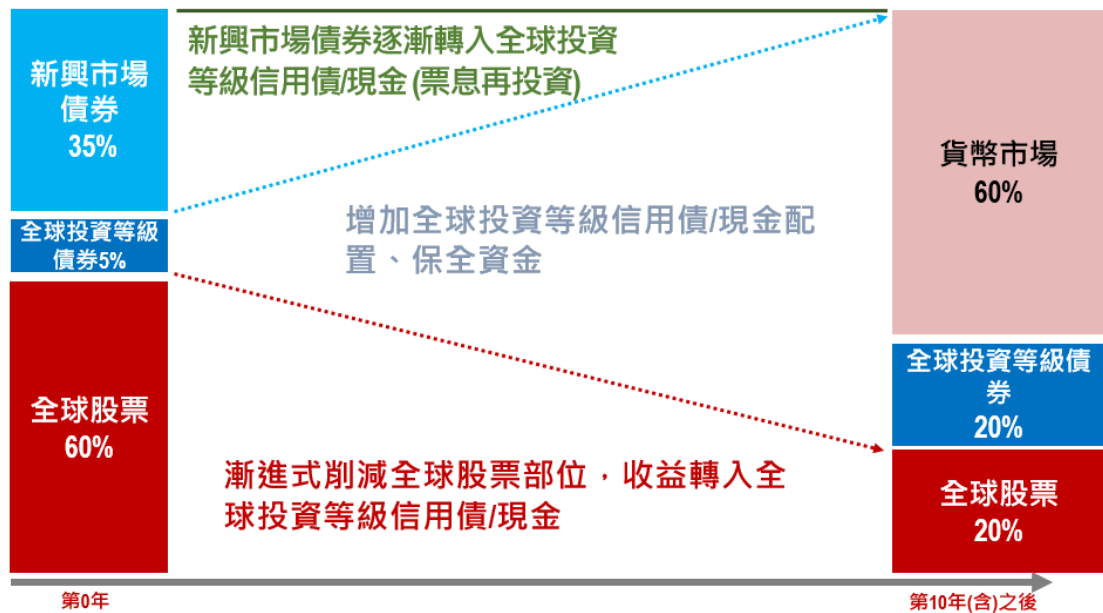 新興市場
債券
35%
全球投資等級
債券5%
全球股票
60%
新興市場債券逐漸轉入全球投資
等級信用債/現金 (票息再投資)
增加全球投資等級信用債/現金配
置、保全資金
漸進式削減全球股票部位，收益轉入全
球投資等級信用債/現金
貨幣市場
60%
全球投資等級債
券
20%
全球股票
20%
第0年
第10年(含)之後